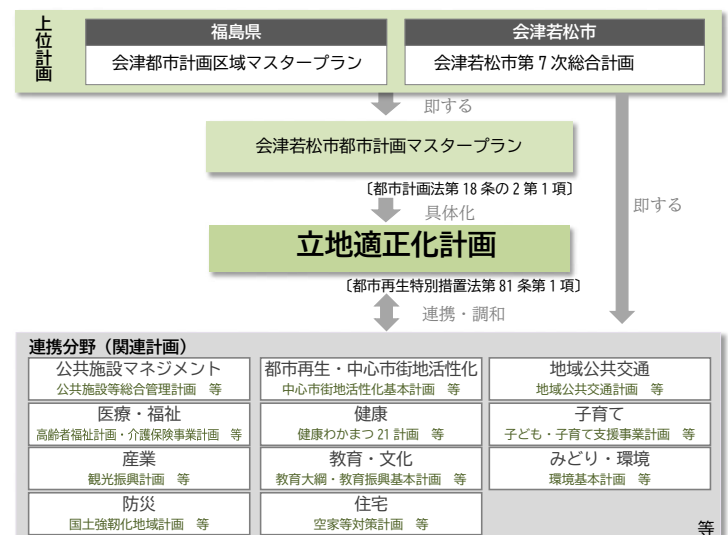 上位計画
福島県
会津都市計画区域マスタープラン
会津若松市
会津若松市第7次総合計画
即する
会津若松市都市計画マスタープラン
〔都市計画法第18条の2第1項〕
具体化
即する
立地適正化計画
〔都市再生特別措置法第81条第1項〕
連携・調和
連携分野（関連計画）
公共施設マネジメント
公共施設等総合管理計画　等
都市再生・中心市街地活性化
中心市街地活性化基本計画　等
地域公共交通
地域公共交通計画　等
医療・福祉
高齢者福祉計画・介護保険事業計画　等
健康
健康わかまつ21計画　等
子育て
子ども・子育て支援事業計画　等
産業
観光振興計画　等
教育・文化
教育大綱・教育振興基本計画　等
みどり・環境
環境基本計画　等
防災
国土強靭化地域計画　等
住宅
空家等対策計画　等
等